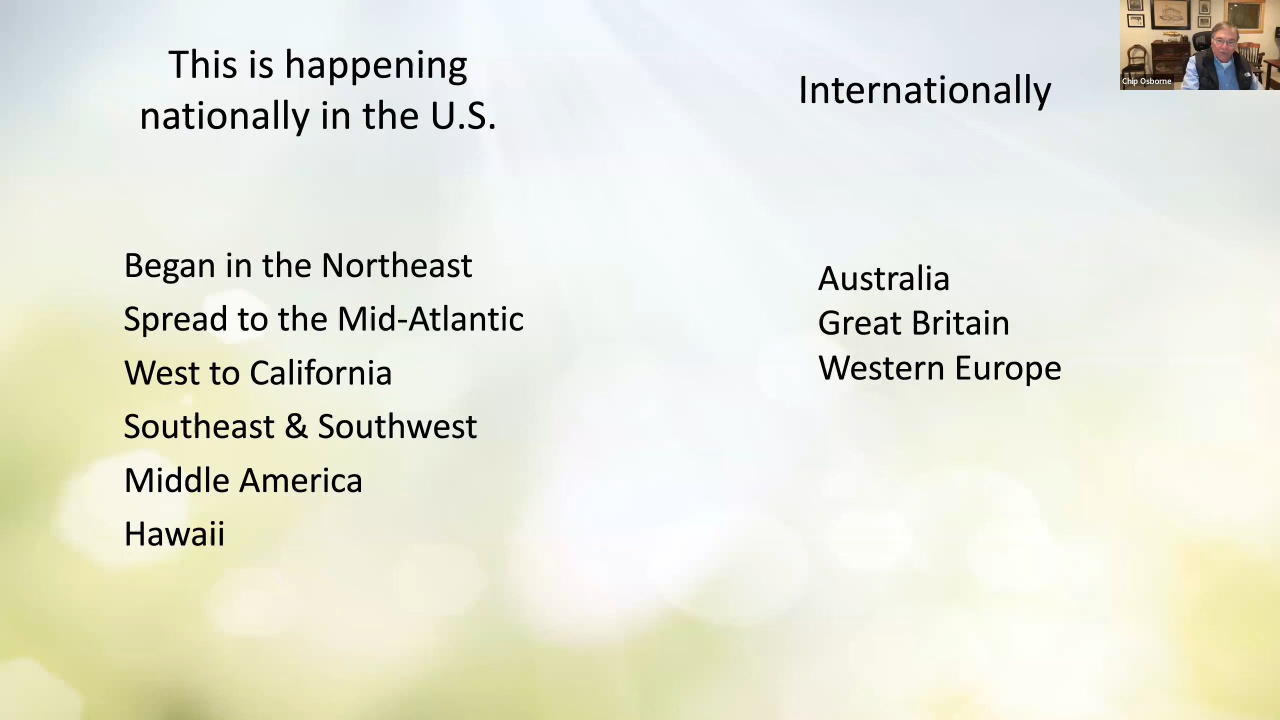 This is happening
nationally in the U.S.
Internationally
Chip Osborne
Began in the Northeast
Spread to the Mid-Atlantic
West to California
Southeast & Southwest
Middle America
Hawaii
Australia
Great Britain
Western Europe